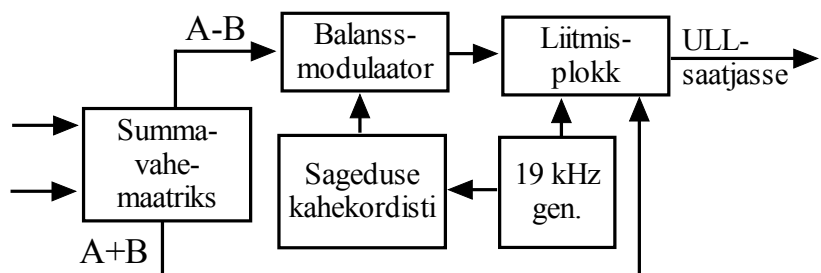 A-B
Balanss-
modulaator
Liitmis-
plokk
ULL-
saatjasse
Summa-
vahe-
maatriks
Sageduse
kahekordisti
19 kHz
gen.
A+B